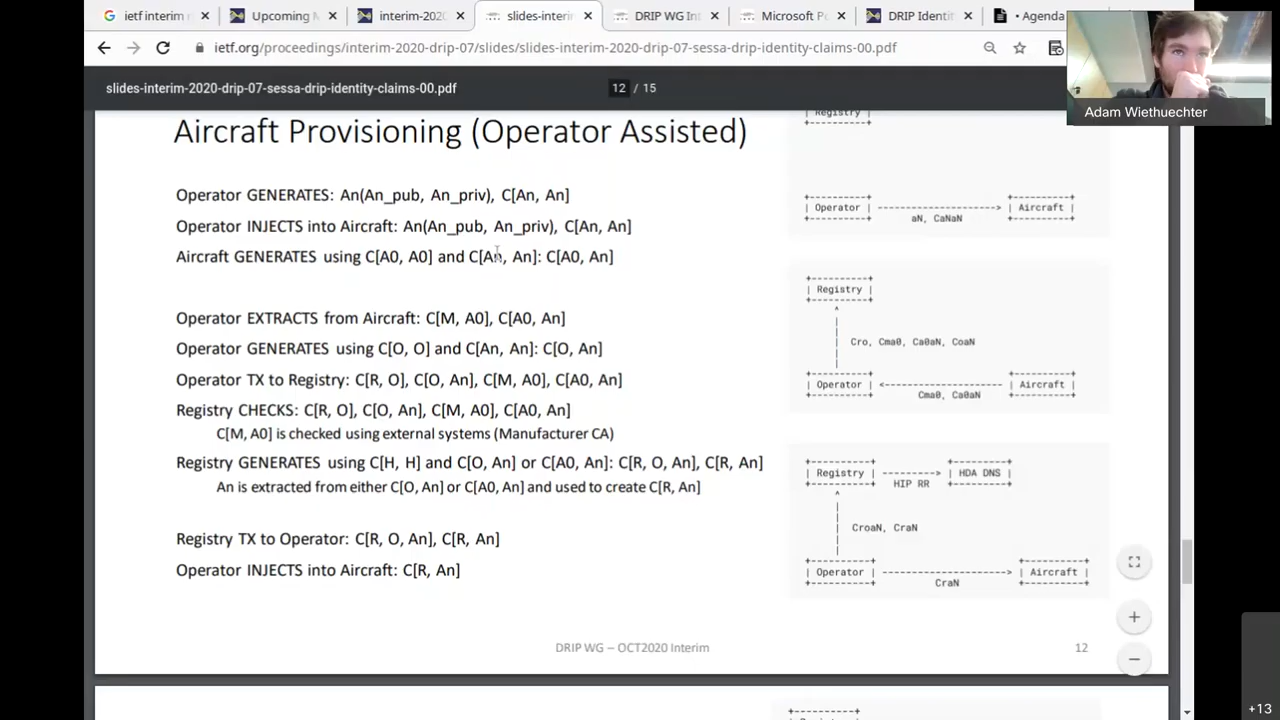 ietf interim
Upcoming M
interim-202
slides-interi
DRIP WG Int
Microsoft Po
DRIP Identit
• Agenda
ietf.org/proceedings/interim-2020-drip-07/slides/slides-interim-2020-drip-07-sessa-drip-identity-claims-00.pdf
Adam Wiethuechter
slides-interim-2020-drip-07-sessa-drip-identity-claims-00.pdf
12 / 15
Aircraft Provisioning (Operator Assisted)
Operator GENERATES: An(An_pub, An_priv), C[An, An]
Operator INJECTS into Aircraft: An(An_pub, An_priv), C[An, An]
Aircraft GENERATES using C[A0, A0] and C[An, An]: C[A0, An]
Operator EXTRACTS from Aircraft: C[M, A0], C[A0, An]
Operator GENERATES using C[O, O] and C[An, An]: C[O, An]
Operator TX to Registry: C[R, O], C[O, An], C[M, A0], C[A0, An]
Registry CHECKS: C[R, O], C[O, An], C[M, A0], C[A0, An]
C[M, A0] is checked using external systems (Manufacturer CA)
Registry GENERATES using C[H, H] and C[O, An] or C[A0, An]: C[R, O, An], C[R, An]
An is extracted from either C[O, An] or C[A0, An] and used to create C[R, An]
Registry TX to Operator: C[R, O, An], C[R, An]
Operator INJECTS into Aircraft: C[R, An]
Registry
Operator
Aircraft
aN, CaNaN
Registry
Cro, Cma0, Ca0aN, CoaN
Operator
Aircraft
Cma0, Ca0aN
Registry
HDA DNS
HIP RR
CroaN, CraN
Operator
Aircraft
CraN
DRIP WG – OCT2020 Interim
12
+13